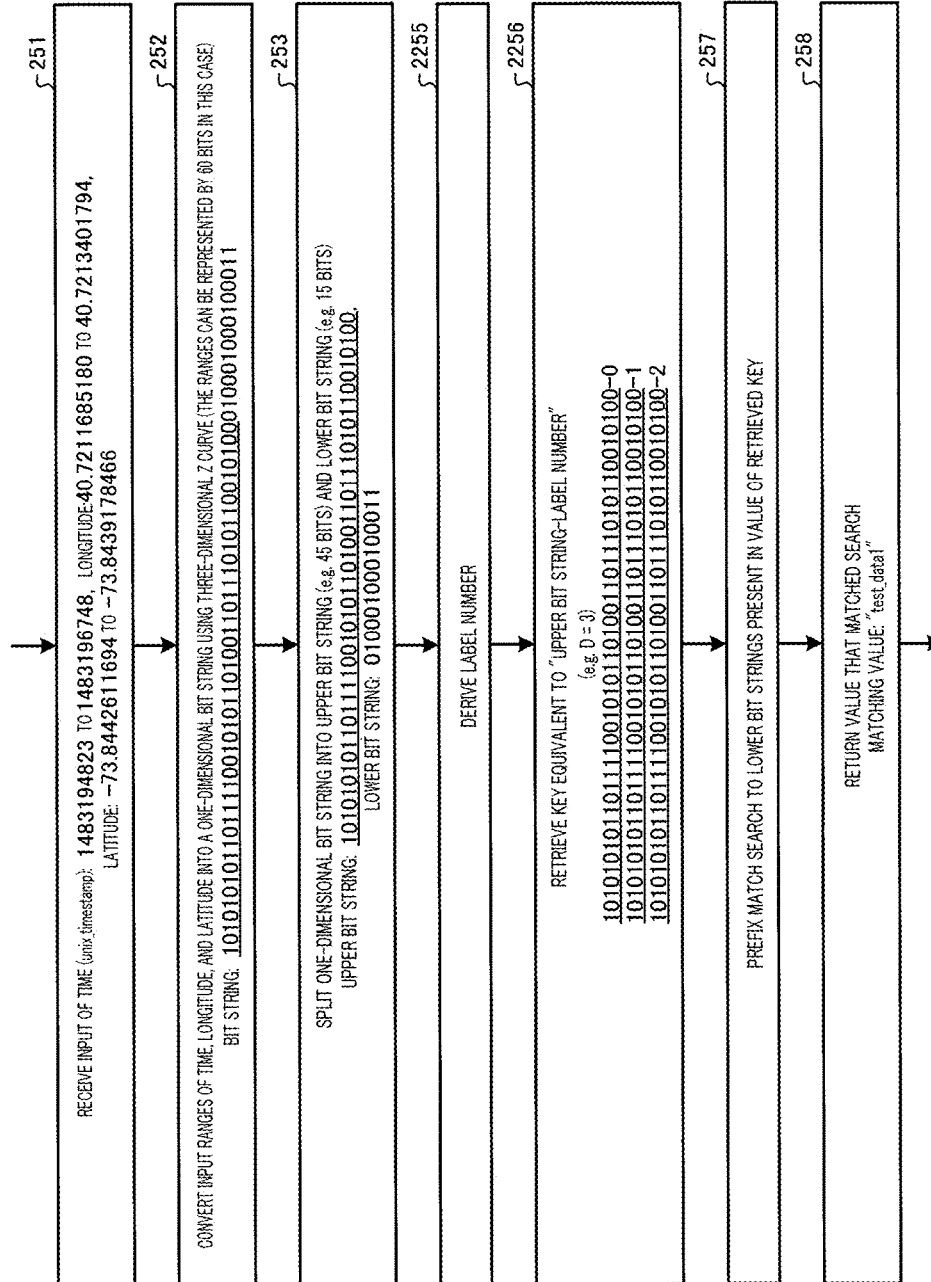 251
RECEIVE INPUT OF TIME (unix_timestamp): 1483194823 TO 1483196748, LONGITUDE:40.7211685180 TO 40.7213401794,
LATITUDE: -73.8442611694 TO -73.8439178466
252
CONVERT INPUT RANGES OF TIME, LONGITUDE, AND LATITUDE INTO A ONE-DIMENSIONAL BIT STRING USING THREE-DIMENSIONAL Z CURVE (THE RANGES CAN BE REPRESENTED BY 60 BITS IN THIS CASE)
BIT STRING: 101010101101111001010110100110111010110010100010001000100011
253
SPLIT ONE-DIMENSIONAL BIT STRING INTO UPPER BIT STRING (e.g. 45 BITS) AND LOWER BIT STRING (e.g. 15 BITS)
UPPER BIT STRING: 101010101101111001010110100110111010110010100,
LOWER BIT STRING: 010001000100011
2255
DERIVE LABEL NUMBER
2256
RETRIEVE KEY EQUIVALENT TO "UPPER BIT STRING-LABEL NUMBER"
(e.g. D = 3)
101010101101111001010110100110111010110010100-0
101010101101111001010110100110111010110010100-1
101010101101111001010110100110111010110010100-2
257
PREFIX MATCH SEARCH TO LOWER BIT STRINGS PRESENT IN VALUE OF RETRIEVED KEY
258
RETURN VALUE THAT MATCHED SEARCH
MATCHING VALUE: "test_data1"